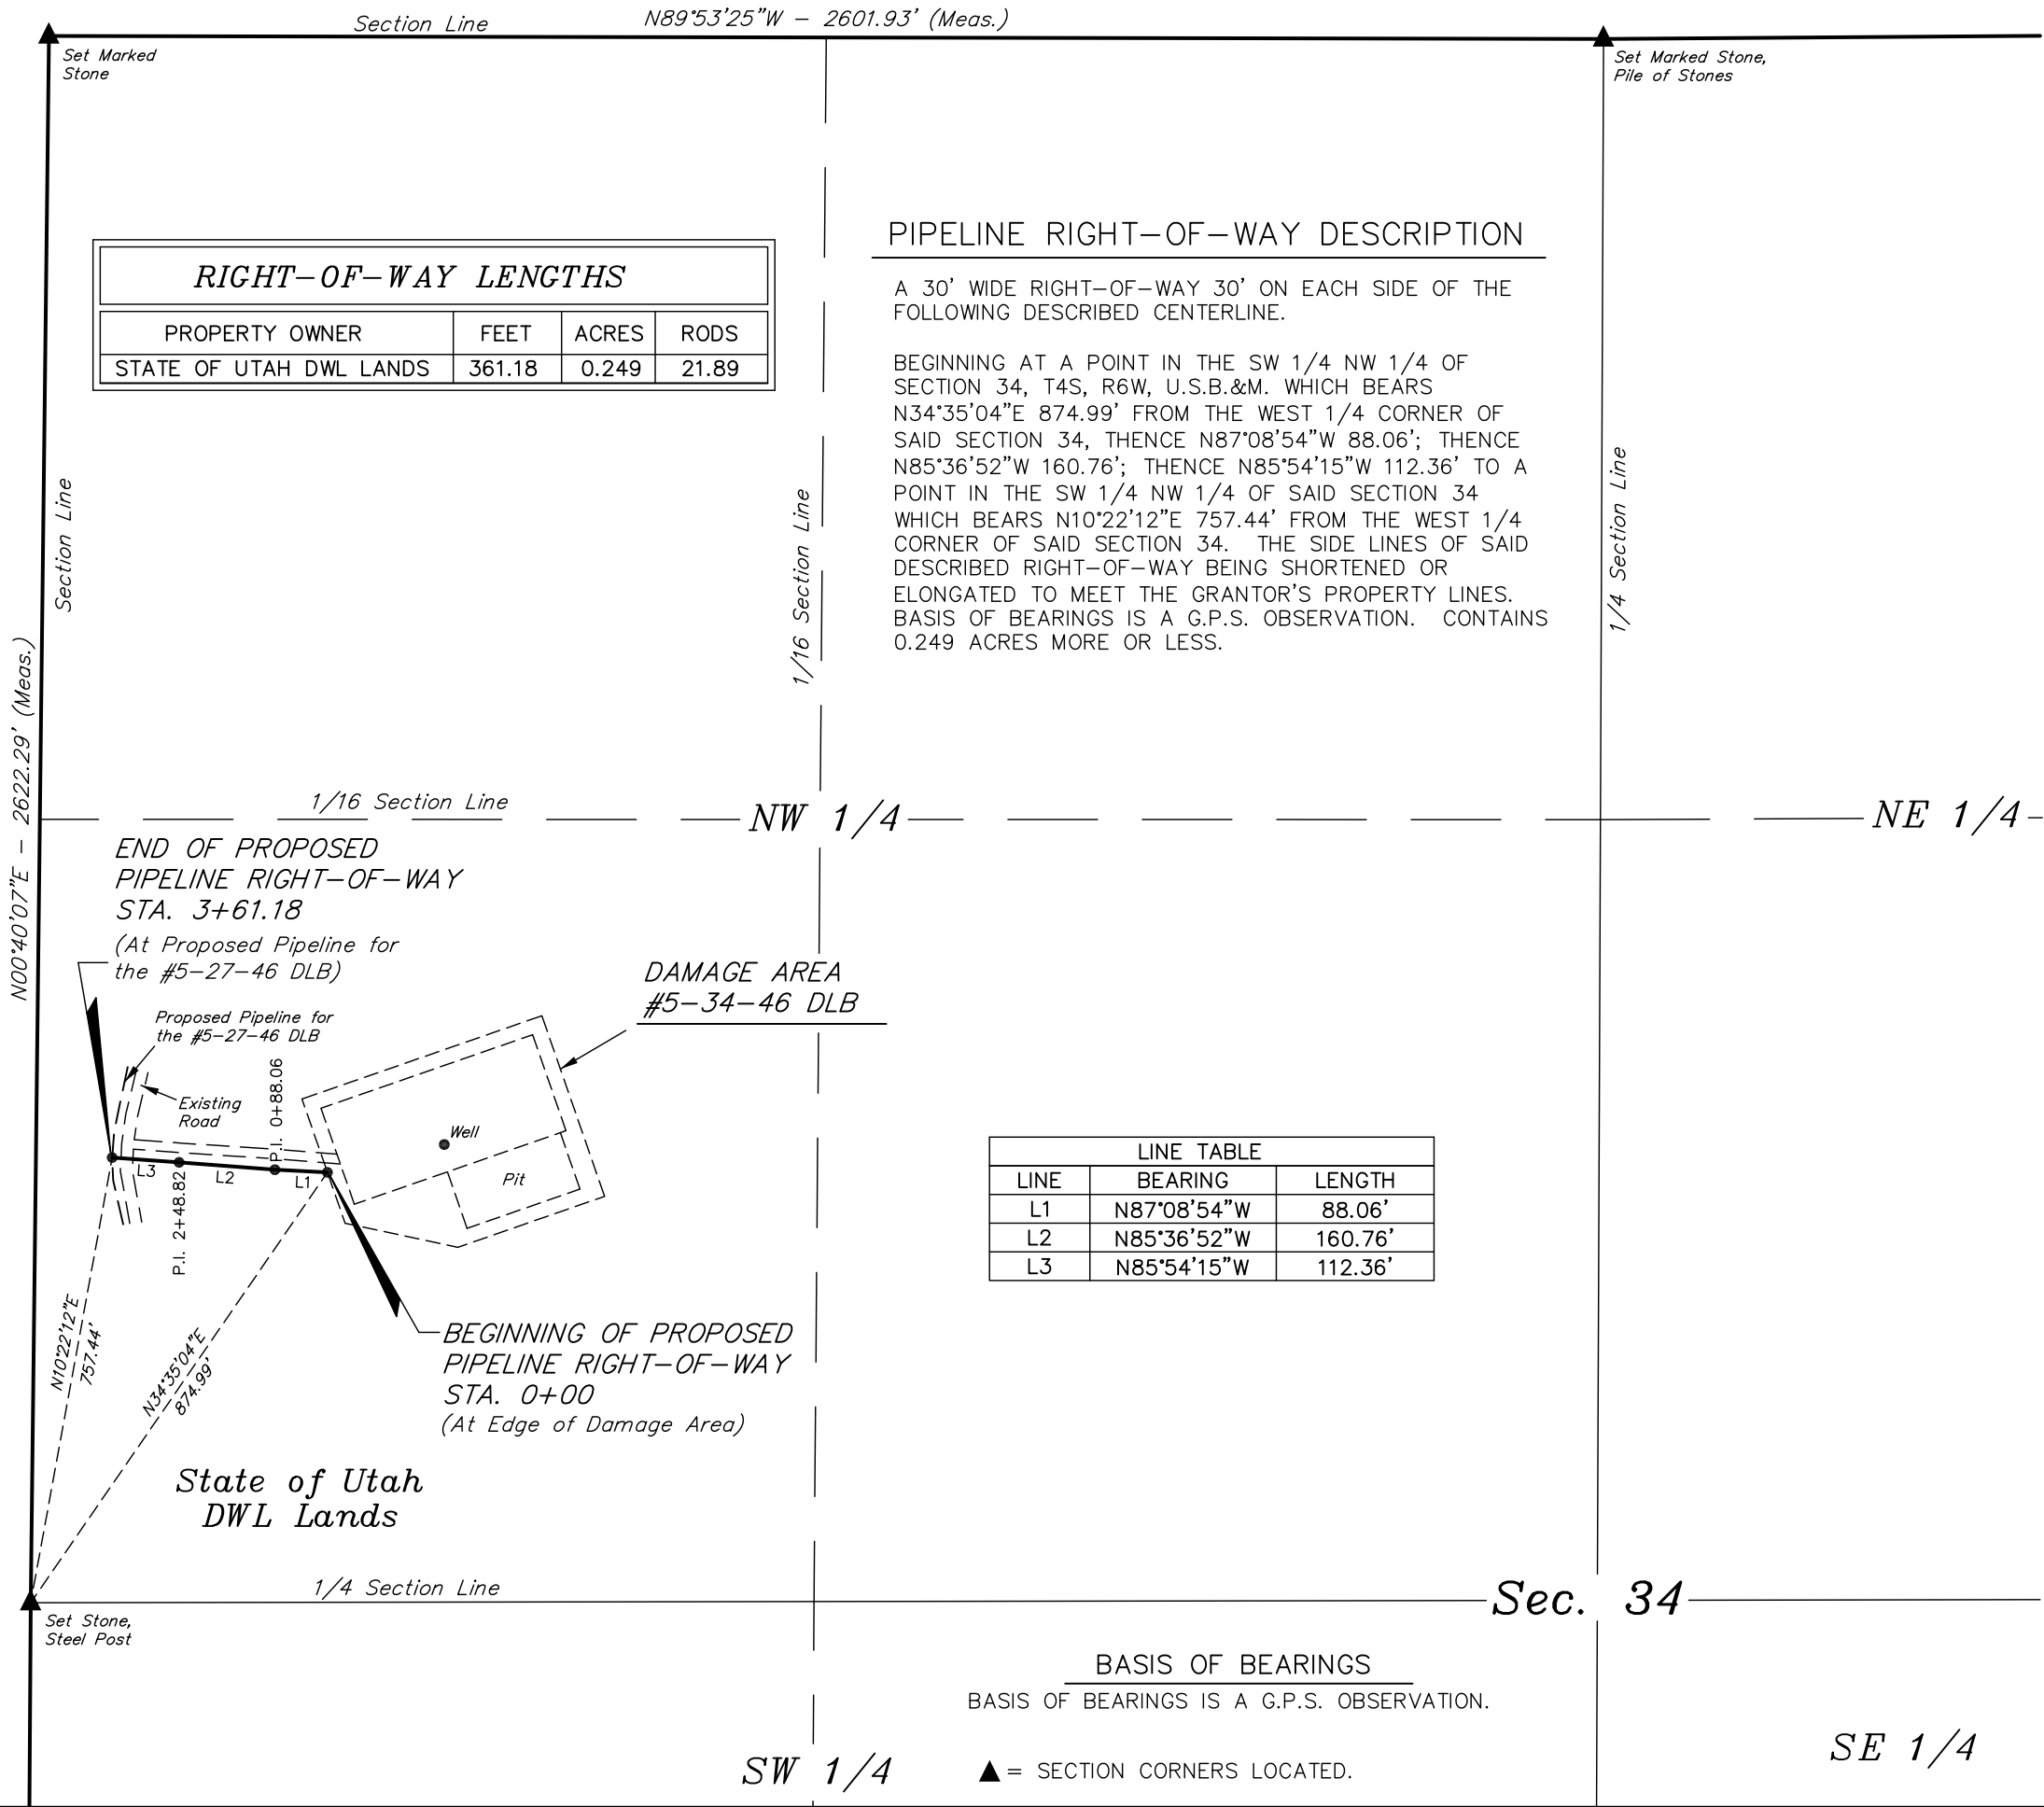 Section Line
N89°53'25"W - 2601.93' (Meas.)
Set Marked
Stone
Set Marked Stone,
Pile of Stones
RIGHT-OF-WAY LENGTHS
PROPERTY OWNER FEET ACRES RODS
STATE OF UTAH DWL LANDS 361.18 0.249 21.89
PIPELINE RIGHT-OF-WAY DESCRIPTION
A 30' WIDE RIGHT-OF-WAY 30' ON EACH SIDE OF THE
FOLLOWING DESCRIBED CENTERLINE.
BEGINNING AT A POINT IN THE SW 1/4 NW 1/4 OF
SECTION 34, T4S, R6W, U.S.B.&M. WHICH BEARS
N34°35'04"E 874.99' FROM THE WEST 1/4 CORNER OF
SAID SECTION 34, THENCE N87°08'54"W 88.06'; THENCE
N85°36'52"W 160.76'; THENCE N85°54'15"W 112.36' TO A
POINT IN THE SW 1/4 NW 1/4 OF SAID SECTION 34
WHICH BEARS N10°22'12"E 757.44' FROM THE WEST 1/4
CORNER OF SAID SECTION 34. THE SIDE LINES OF SAID
DESCRIBED RIGHT-OF-WAY BEING SHORTENED OR
ELONGATED TO MEET THE GRANTOR'S PROPERTY LINES.
BASIS OF BEARINGS IS A G.P.S. OBSERVATION. CONTAINS
0.249 ACRES MORE OR LESS.
Section Line
1/16 Section Line
1/4 Section Line
N00°40'07"E - 2622.29' (Meas.)
1/16 Section Line
NW 1/4
NE 1/4
END OF PROPOSED
PIPELINE RIGHT-OF-WAY
STA. 3+61.18
(At Proposed Pipeline for
the #5-27-46 DLB)
DAMAGE AREA
#5-34-46 DLB
Proposed Pipeline for
the #5-27-46 DLB
Existing
Road
P.I. 0+88.06
Well
Pit
L3
L2
L1
P.I. 2+48.82
LINE TABLE
LINE BEARING LENGTH
L1 N87°08'54"W 88.06'
L2 N85°36'52"W 160.76'
L3 N85°54'15"W 112.36'
N10°22'12"E
757.44'
N34°35'04"E
874.99'
BEGINNING OF PROPOSED
PIPELINE RIGHT-OF-WAY
STA. 0+00
(At Edge of Damage Area)
State of Utah
DWL Lands
1/4 Section Line
Sec. 34
Set Stone,
Steel Post
BASIS OF BEARINGS
BASIS OF BEARINGS IS A G.P.S. OBSERVATION.
SW 1/4
▲ = SECTION CORNERS LOCATED.
SE 1/4